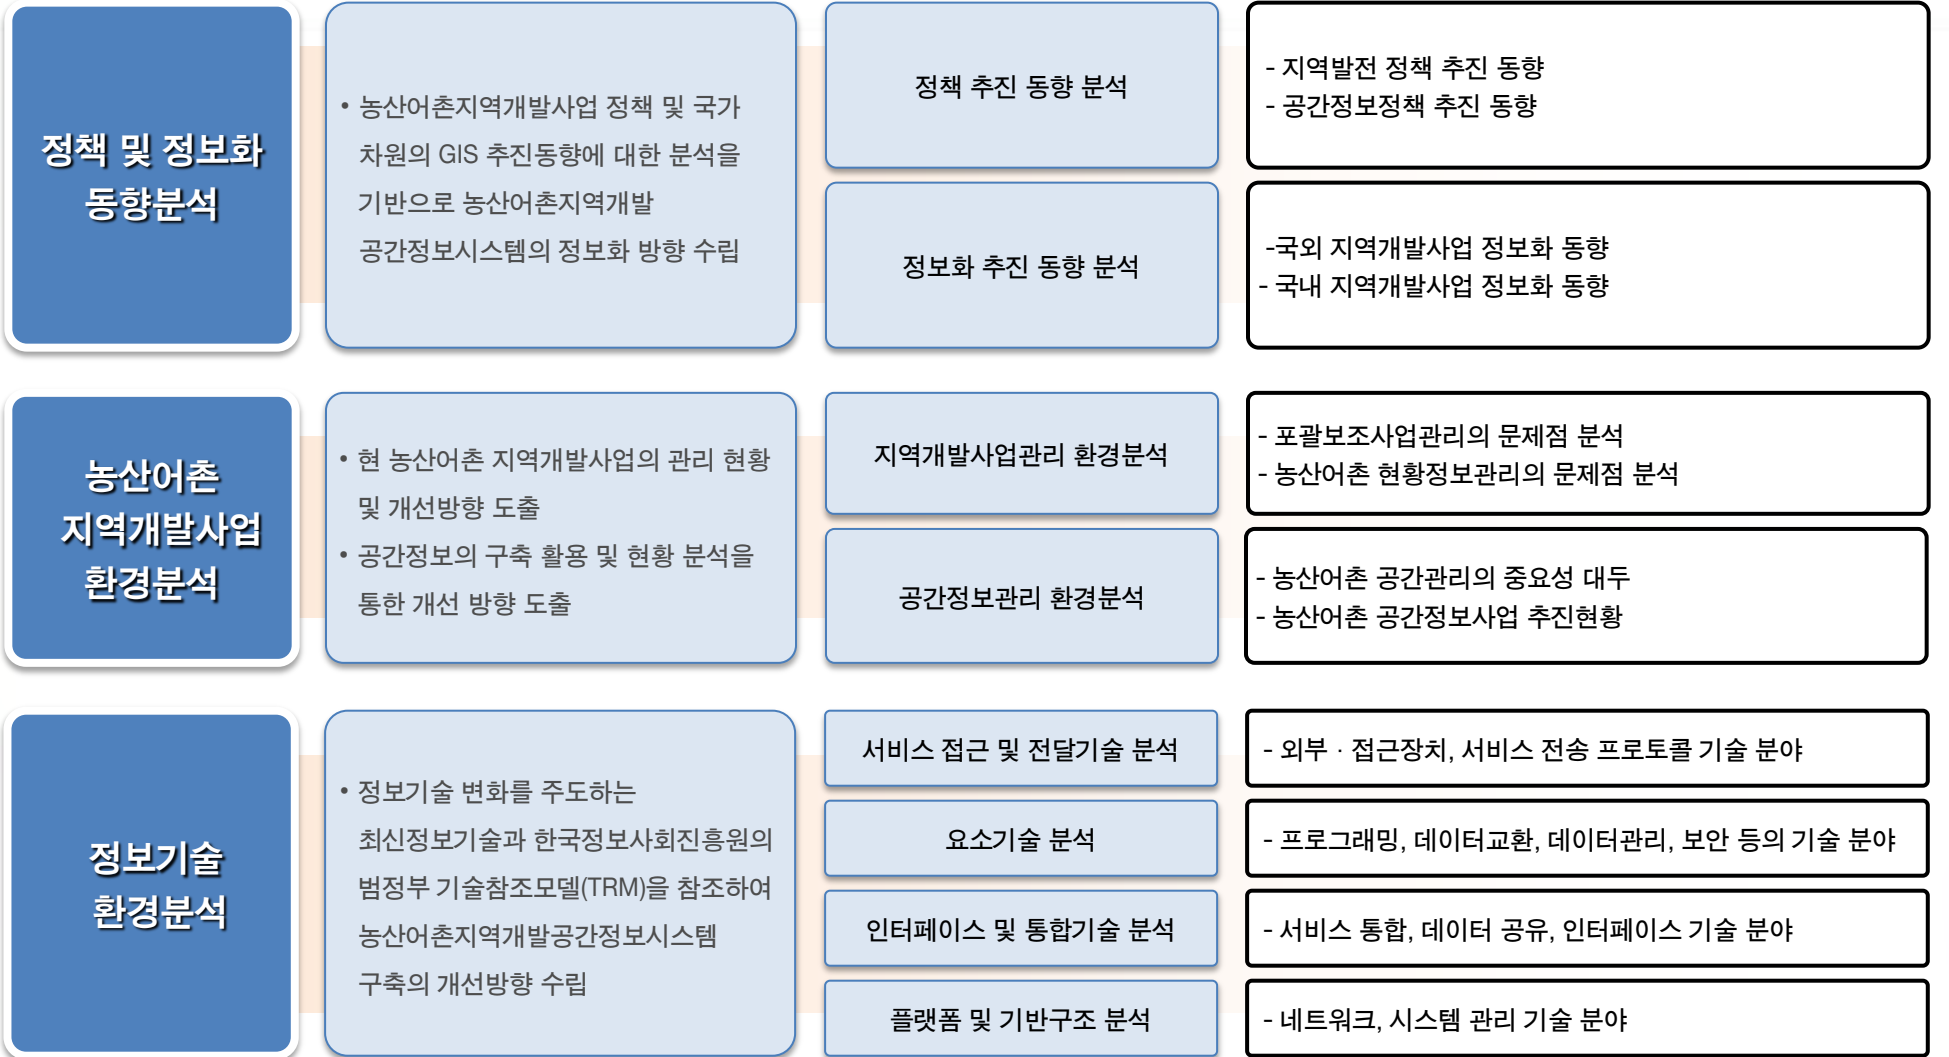 정책 및 정보화
동향분석
• 농산어촌지역개발사업 정책 및 국가
차원의 GIS 추진동향에 대한 분석을
기반으로 농산어촌지역개발
공간정보시스템의 정보화 방향 수립
정책 추진 동향 분석
- 지역발전 정책 추진 동향
- 공간정보정책 추진 동향
정보화 추진 동향 분석
-국외 지역개발사업 정보화 동향
- 국내 지역개발사업 정보화 동향
농산어촌
지역개발사업
환경분석
• 현 농산어촌 지역개발사업의 관리 현황
및 개선방향 도출
• 공간정보의 구축 활용 및 현황 분석을
통한 개선 방향 도출
지역개발사업관리 환경분석
- 포괄보조사업관리의 문제점 분석
- 농산어촌 현황정보관리의 문제점 분석
공간정보관리 환경분석
- 농산어촌 공간관리의 중요성 대두
- 농산어촌 공간정보사업 추진현황
정보기술
환경분석
• 정보기술 변화를 주도하는
최신정보기술과 한국정보사회진흥원의
범정부 기술참조모델(TRM)을 참조하여
농산어촌지역개발공간정보시스템
구축의 개선방향 수립
서비스 접근 및 전달기술 분석
- 외부 · 접근장치, 서비스 전송 프로토콜 기술 분야
요소기술 분석
- 프로그래밍, 데이터교환, 데이터관리, 보안 등의 기술 분야
인터페이스 및 통합기술 분석
- 서비스 통합, 데이터 공유, 인터페이스 기술 분야
플랫폼 및 기반구조 분석
- 네트워크, 시스템 관리 기술 분야